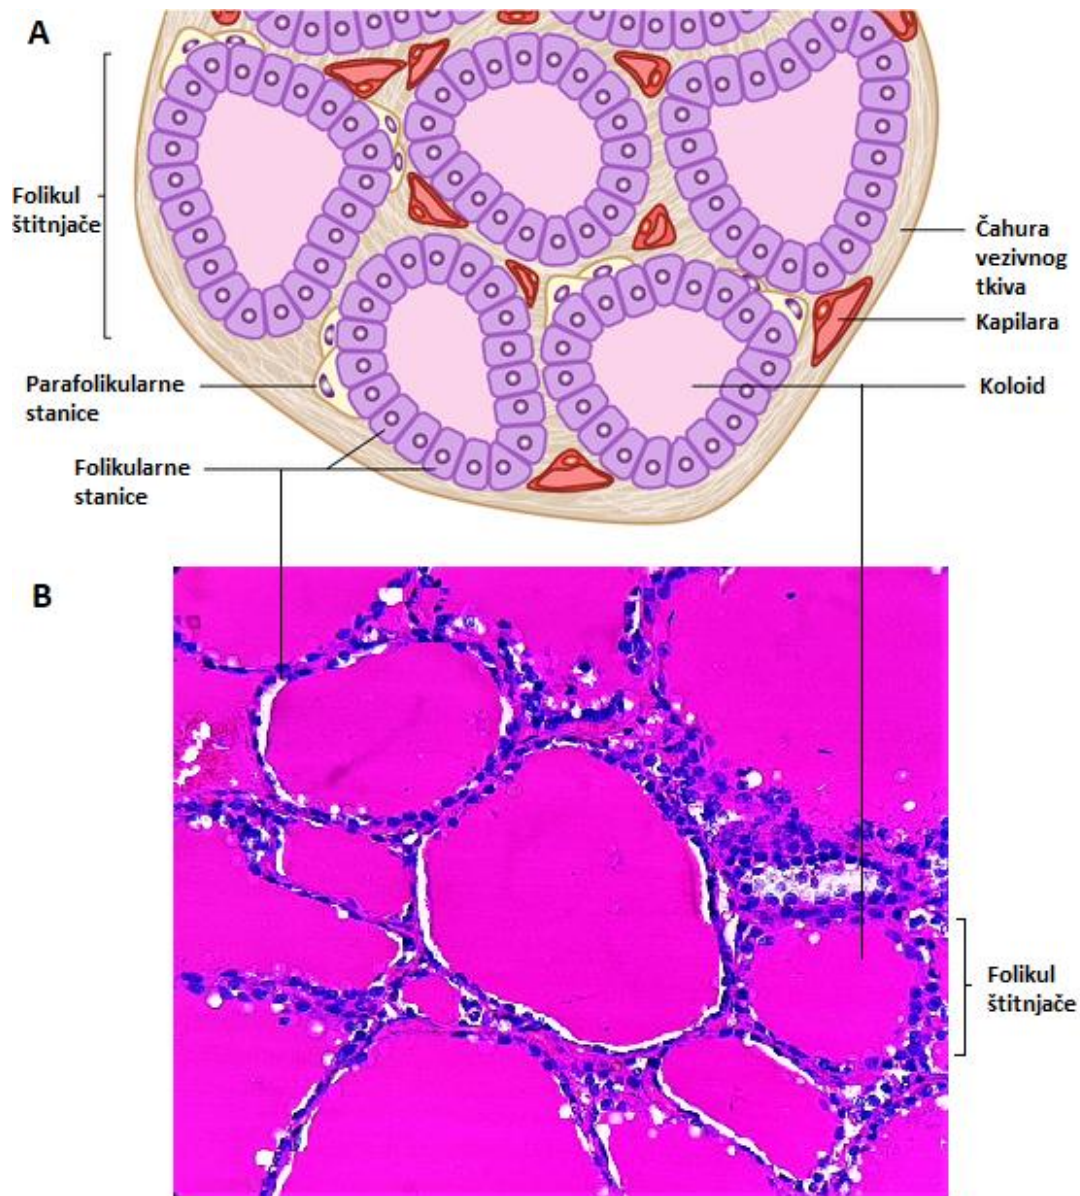 A
Folikul
štitnjače
Čahura
vezivnog
tkiva
Kapilara
Parafolikularne
stanice
Koloid
Folikularne
stanice
B
Folikul
štitnjače